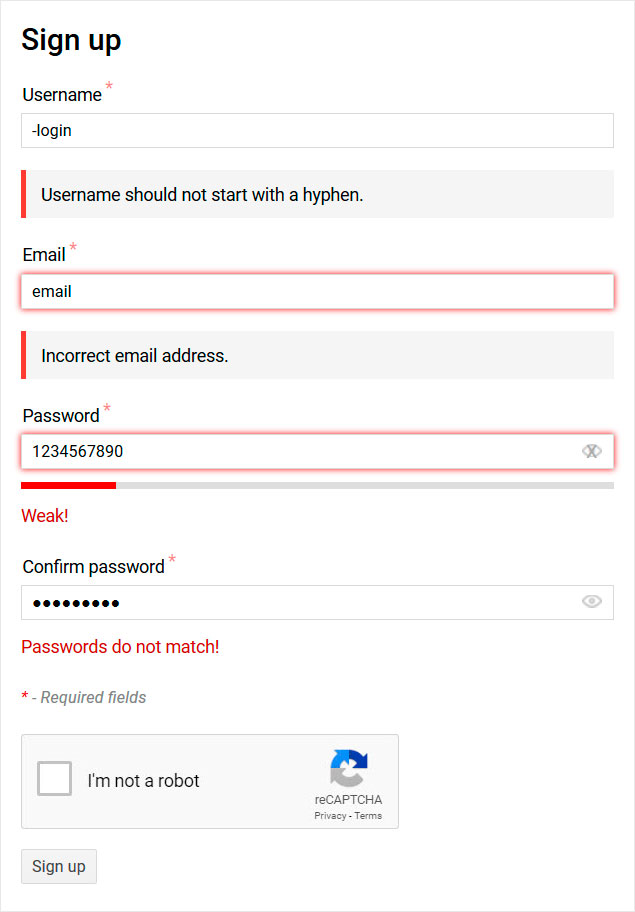 Sign up
Username *
-login
Username should not start with a hyphen.
Email *
email
Incorrect email address.
Password *
1234567890
Weak!
Confirm password *
●●●●●●●●●
Passwords do not match!
* - Required fields
I'm not a robot
reCAPTCHA
Privacy - Terms
Sign up